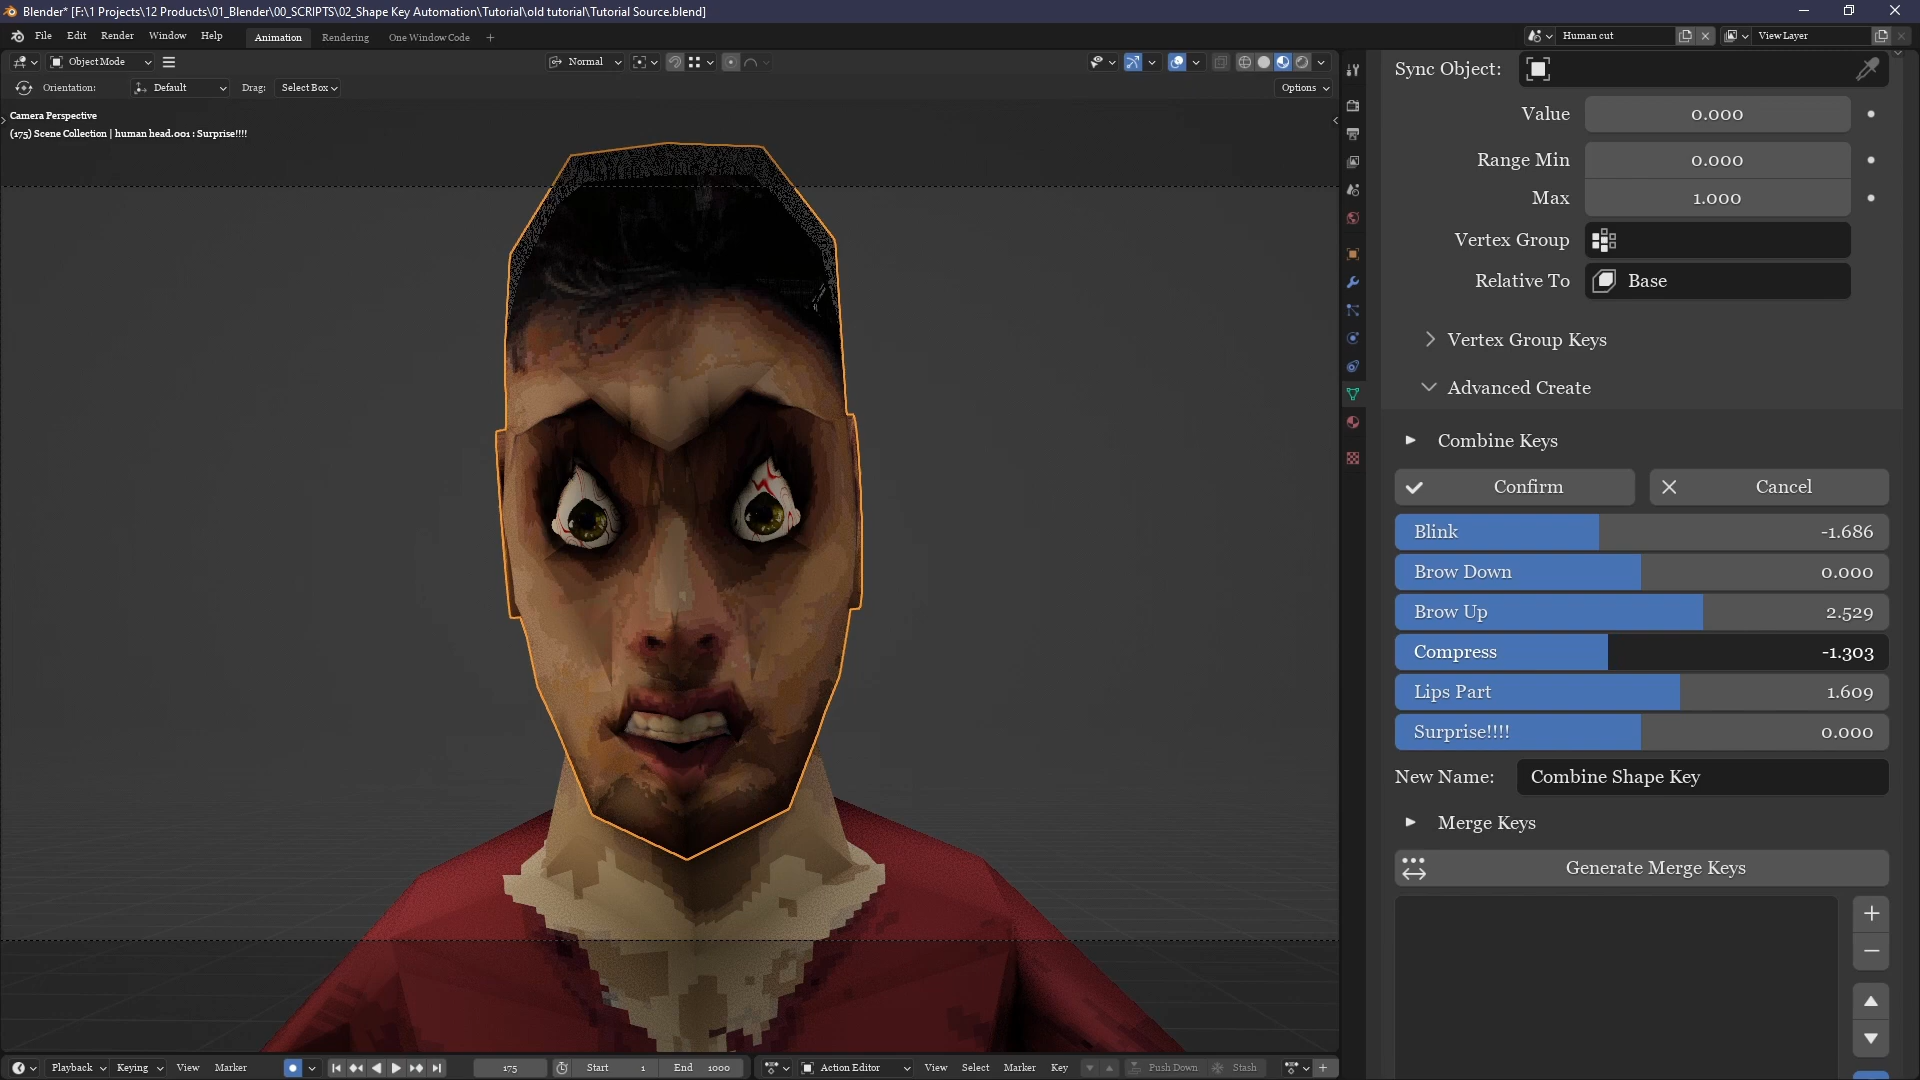 Blender* [F:\1 Projects\12 Products\01_Blender\00_SCRIPTS\02_Shape Key Automation\Tutorial\old tutorial\Tutorial Source.blend]
File Edit Render Window Help Animation Rendering One Window Code + Human cut View Layer
Object Mode Normal
Orientation: Default Drag: Select Box Options
Camera Perspective
(175) Scene Collection | human head.001 : Surprise!!!!
Sync Object:
Value 0.000
Range Min 0.000
Max 1.000
Vertex Group
Relative To Base
Vertex Group Keys
Advanced Create
Combine Keys
Confirm Cancel
Blink -1.686
Brow Down 0.000
Brow Up 2.529
Compress -1.303
Lips Part 1.609
Surprise!!!! 0.000
New Name: Combine Shape Key
Merge Keys
Generate Merge Keys
Playback Keying View Marker 175 Start 1 End 1000 Action Editor View Select Marker Key Push Down Stash